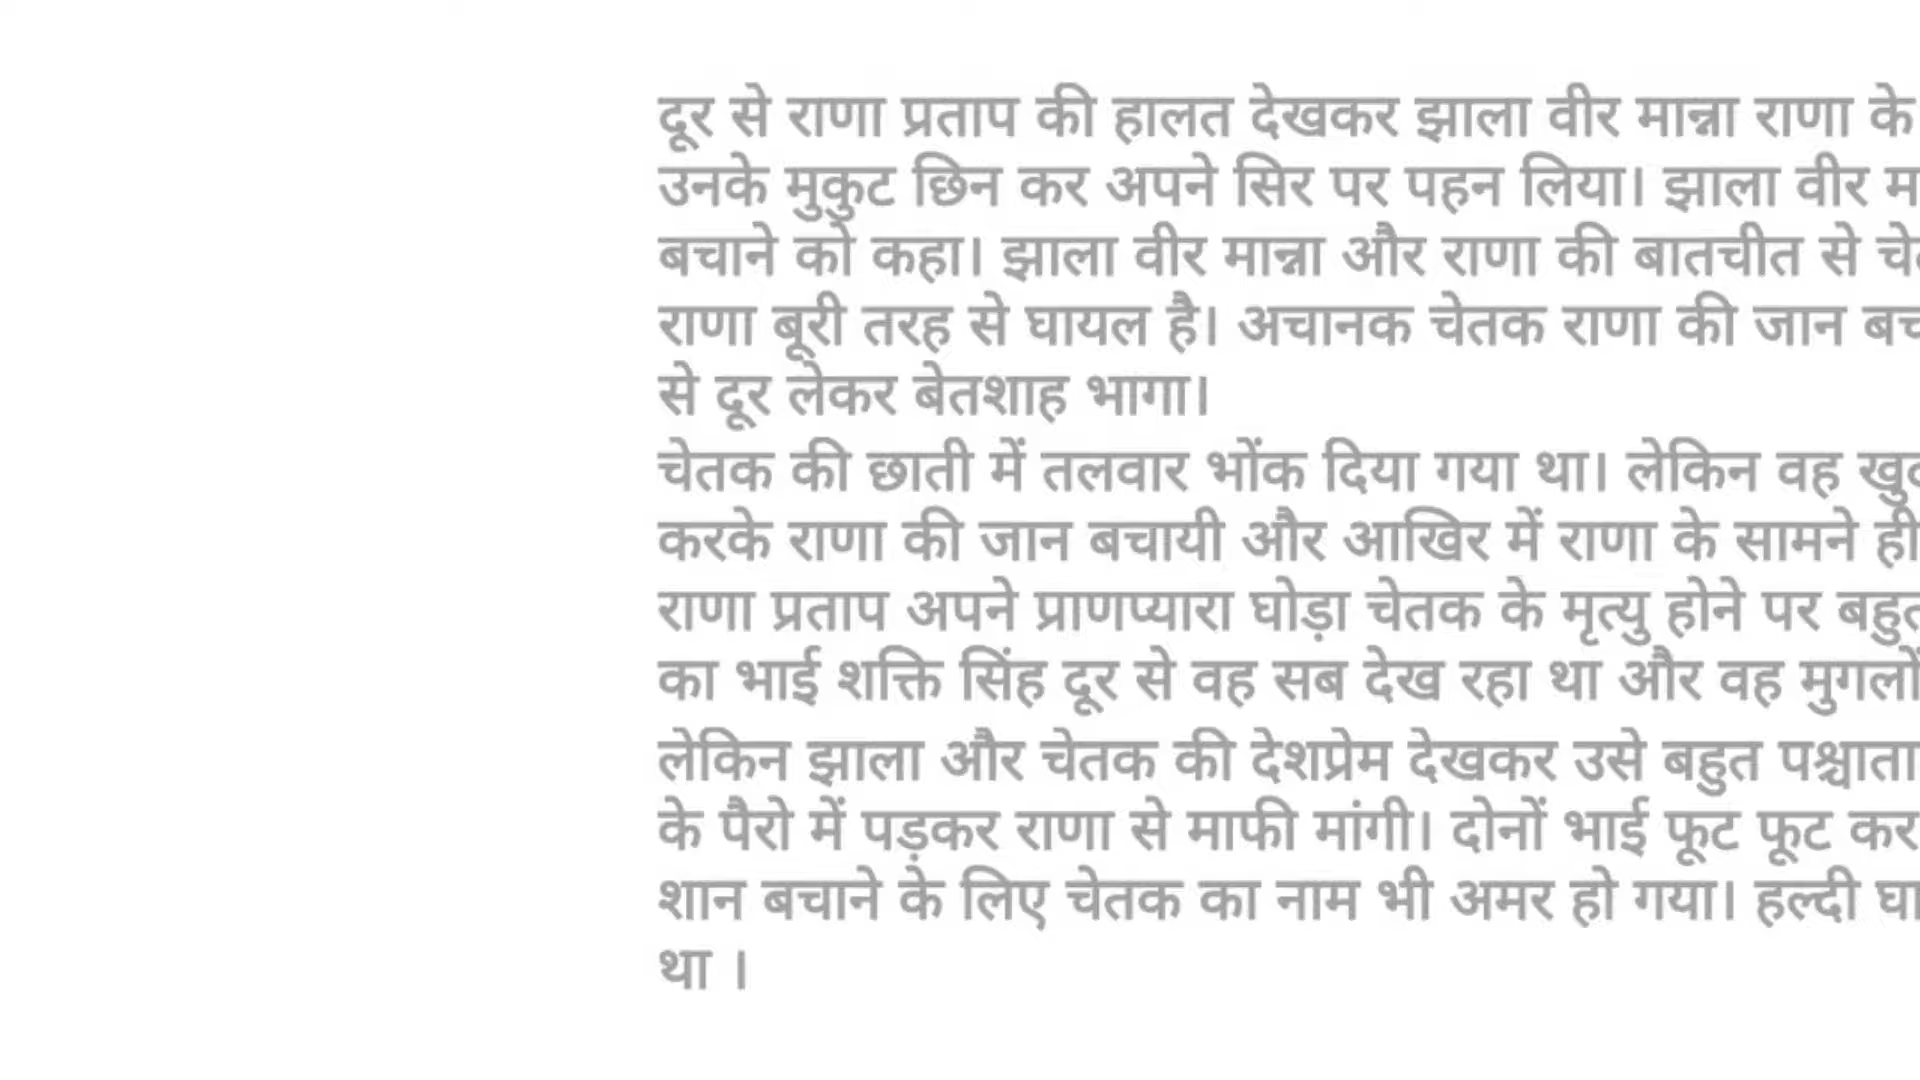 दूर से राणा प्रताप की हालत देखकर झाला वीर मान्ना राणा के
उनके मुकुट छिन कर अपने सिर पर पहन लिया। झाला वीर
बचाने को कहा। झाला वीर मान्ना और राणा की बातचीत से
राणा बूरी तरह से घायल है। अचानक चेतक राणा की जान
से दूर लेकर बेतशाह भागा।
चेतक की छाती में तलवार भोंक दिया गया था। लेकिन वह
करके राणा की जान बचायी और आखिर में राणा के सामने ही
राणा प्रताप अपने प्राणप्यारा घोड़ा चेतक के मृत्यु होने पर
का भाई शक्ति सिंह दूर से वह सब देख रहा था और वह मुगलों
लेकिन झाला और चेतक की देशप्रेम देखकर उसे बहुत
के पैरो में पड़कर राणा से माफी मांगी। दोनों भाई फूट फूट कर
शान बचाने के लिए चेतक का नाम भी अमर हो गया। हल्दी
था ।